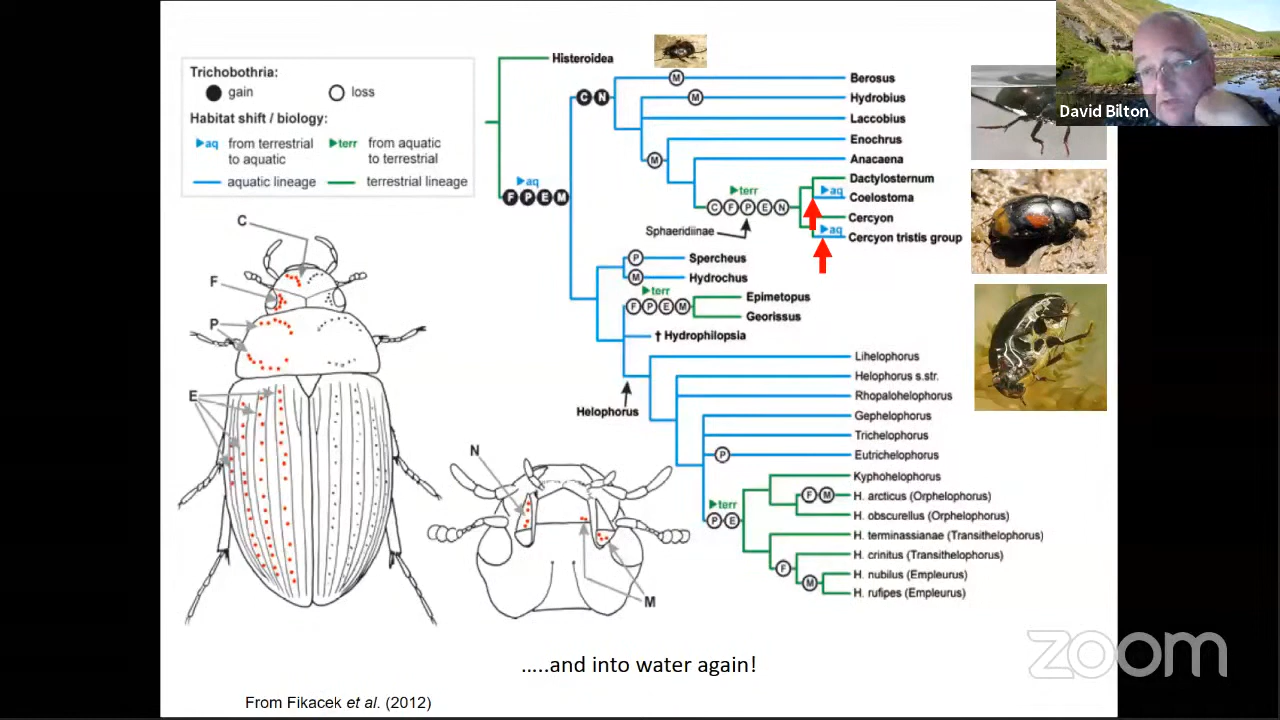 Trichobothria:
gain
loss
Habitat shift / biology:
aq
from terrestrial
to aquatic
terr
from aquatic
to terrestrial
aquatic lineage
terrestrial lineage
Histeroidea
C N
M
Berosus
M
Hydrobius
Laccobius
Enochrus
M
Anacaena
aq
F P E M
terr
C F P E N
Dactylosternum
aq
Coelostoma
Cercyon
aq
Cercyon tristis group
Sphaeridiinae
P
Spercheus
M
Hydrochus
terr
F P E M
Epimetopus
Georissus
† Hydrophilopsia
Helophorus
Lihelophorus
Helophorus s.str.
Rhopalohelophorus
Gephelophorus
Trichelophorus
P
Eutrichelophorus
terr
P E
Kyphohelophorus
F M
H. arcticus (Orphelophorus)
H. obscurellus (Orphelophorus)
H. terminassianae (Transithelophorus)
H. crinitus (Transithelophorus)
F
H. nubilus (Empleurus)
M
H. rufipes (Empleurus)
C
F
P
E
N
M
David Bilton
.....and into water again!
From Fikacek et al. (2012)
zoom